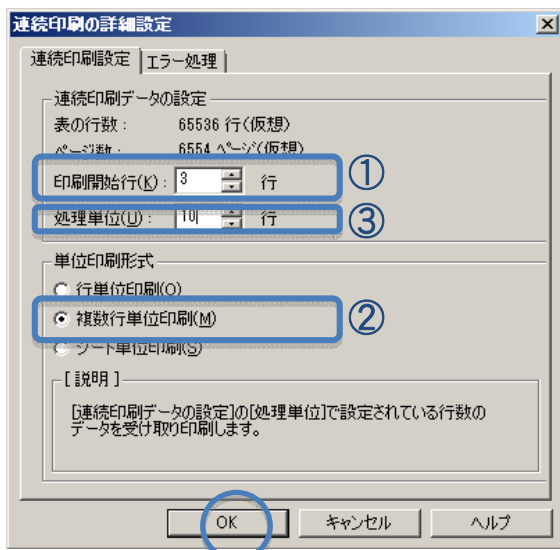 連続印刷の詳細設定
連続印刷設定 エラー処理
連続印刷データの設定
表の行数: 65536 行(仮想)
ページ数: 6554 ページ(仮想)
印刷開始行(K): 3 行 ①
処理単位(U): 10 行 ③
単位印刷形式
行単位印刷(O)
複数行単位印刷(M) ②
シート単位印刷(S)
[ 説明 ]
[連続印刷データの設定]の[処理単位]で設定されている行数の
データを受け取り印刷します。
OK キャンセル ヘルプ